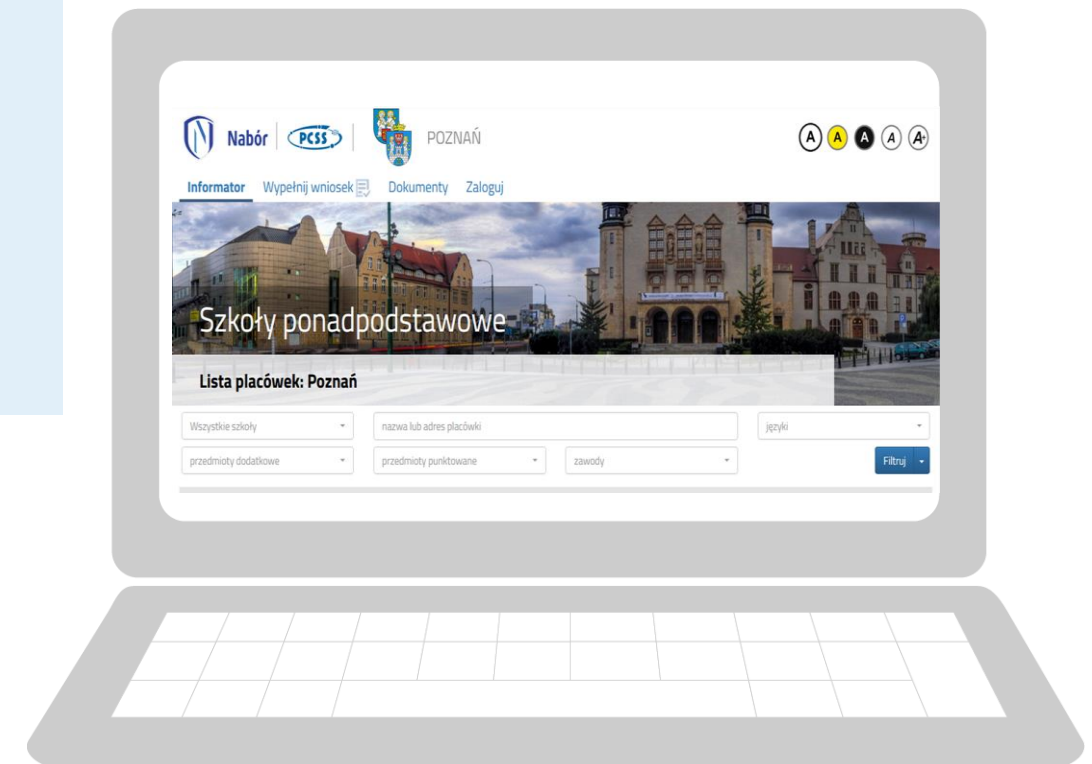 Nabór PCSS POZNAŃ A A A A A+
Informator Wypełnij wniosek Dokumenty Zaloguj
Szkoły ponadpodstawowe
Lista placówek: Poznań
Wszystkie szkoły nazwa lub adres placówki języki
przedmioty dodatkowe przedmioty punktowane zawody Filtruj